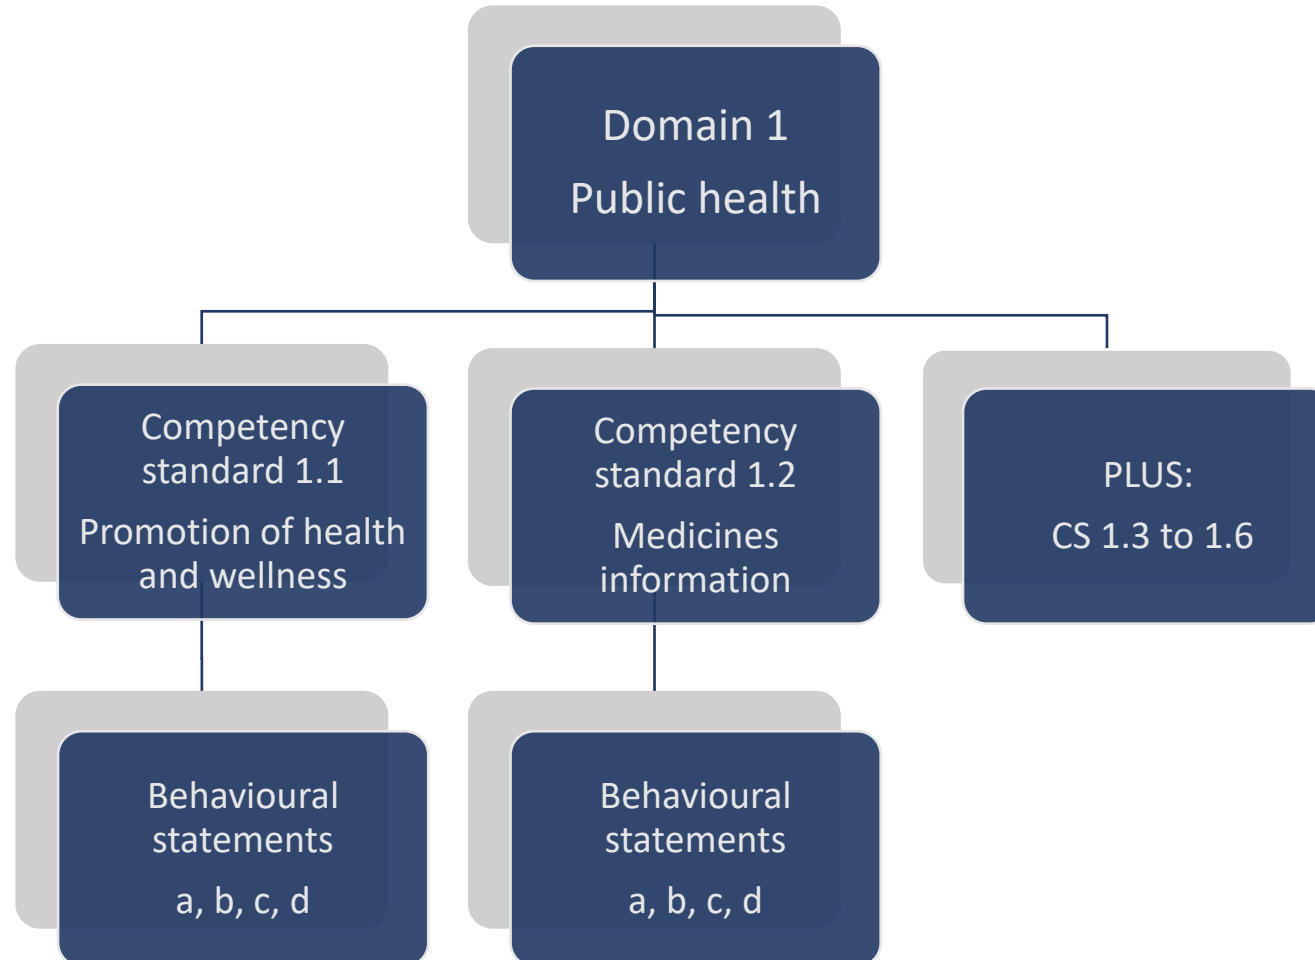 Domain 1
Public health
Competency
standard 1.1
Promotion of health
and wellness
Competency
standard 1.2
Medicines
information
PLUS:
CS 1.3 to 1.6
Behavioural
statements
a, b, c, d
Behavioural
statements
a, b, c, d